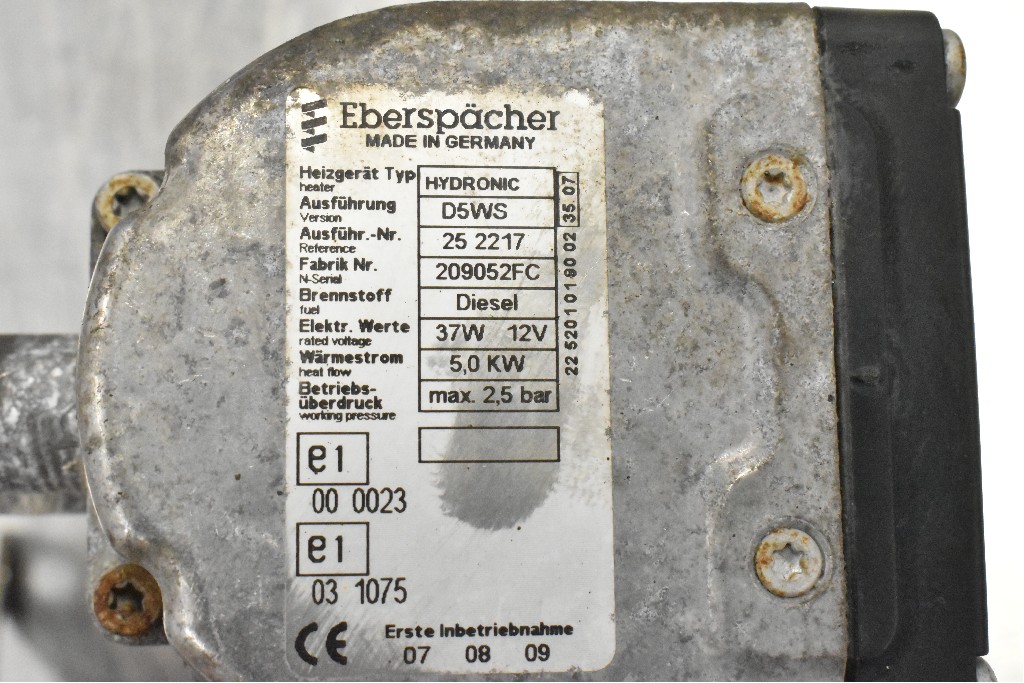 Eberspächer
MADE IN GERMANY
Heizgerät Typ HYDRONIC
heater
Ausführung D5WS
Version
Ausführ.-Nr. 25 2217
Reference
Fabrik Nr. 209052FC
N-Serial
Brennstoff Diesel
fuel
Elektr. Werte 37W 12V
rated voltage
Wärmestrom 5,0 KW
heat flow
Betriebs-
überdruck max. 2,5 bar
working pressure
22 5201 01 9002 35.07
e1
00 0023
e1
03 1075
CE Erste Inbetriebnahme
07 08 09